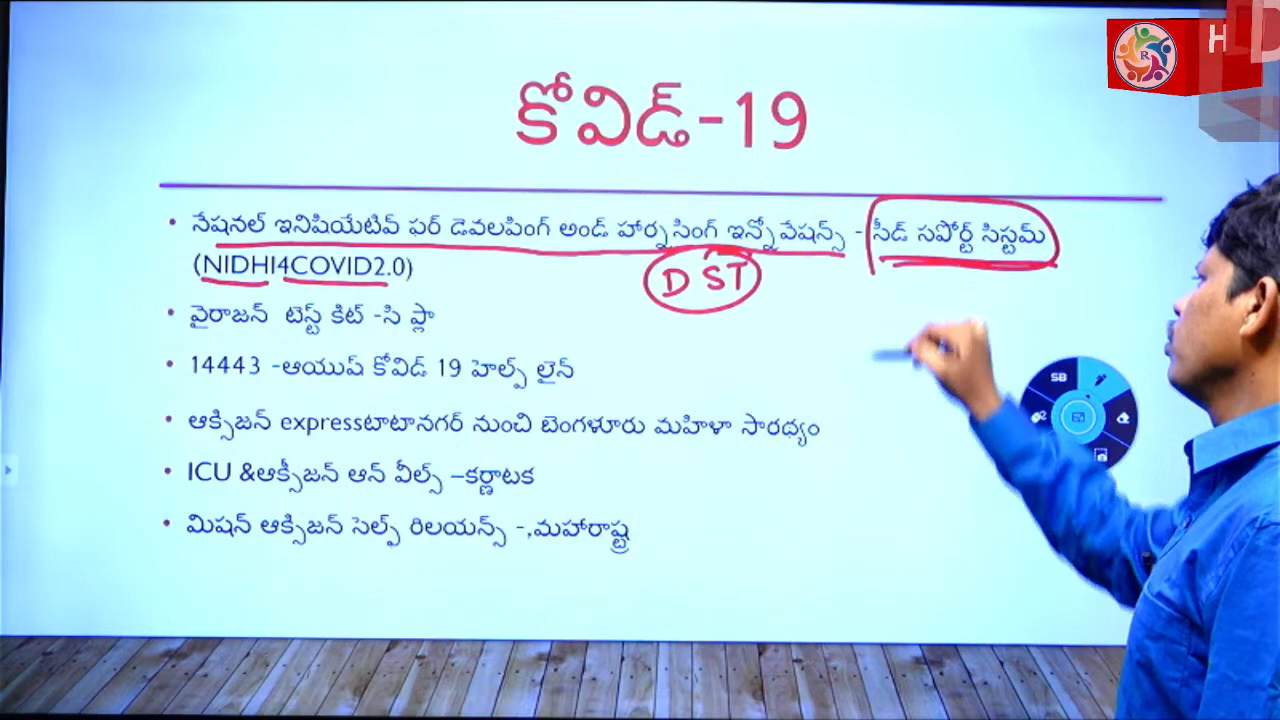 H D
R
కోవిడ్-19
• నేషనల్ ఇనిషియేటివ్ ఫర్ డెవలపింగ్ అండ్ హార్నసింగ్ ఇన్నోవేషన్స్ - సీడ్ సపోర్ట్ సిస్టమ్
(NIDHI4COVID2.0)
DST
• వైరాజన్ టెస్ట్ కిట్ -సి ప్లా
• 14443 -ఆయుష్ కోవిడ్ 19 హెల్ప్ లైన్
SB
• ఆక్సిజన్ expressటాటానగర్ నుంచి బెంగళూరు మహిళా సారథ్యం
• ICU &ఆక్సీజన్ ఆన్ వీల్స్ –కర్ణాటక
• మిషన్ ఆక్సిజన్ సెల్ఫ్ రిలయన్స్ -,మహారాష్ట్ర